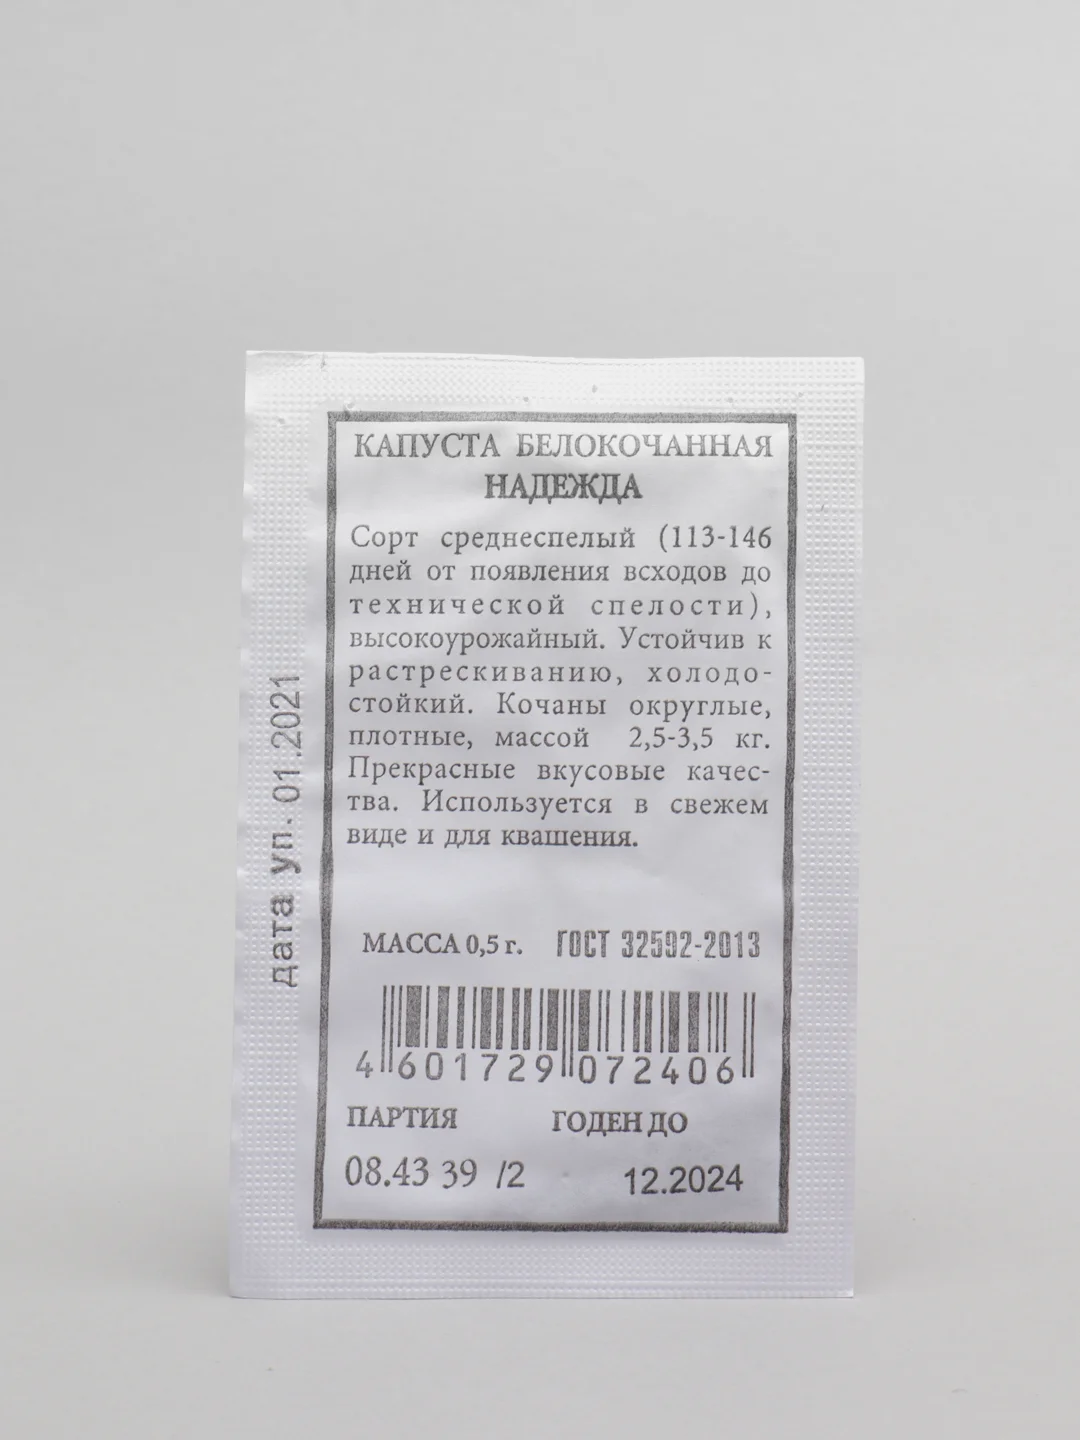 КАПУСТА БЕЛОКОЧАННАЯ
НАДЕЖДА
Сорт среднеспелый (113-146
дней от появления всходов до
технической спелости),
высокоурожайный. Устойчив к
растрескиванию, холодо-
стойкий. Кочаны округлые,
плотные, массой 2,5-3,5 кг.
Прекрасные вкусовые качес-
тва. Используется в свежем
виде и для квашения.
МАССА 0,5 г. ГОСТ 32592-2013
4 601729 072406
ПАРТИЯ ГОДЕН ДО
08.43 39 /2 12.2024
дата уп. 01.2021